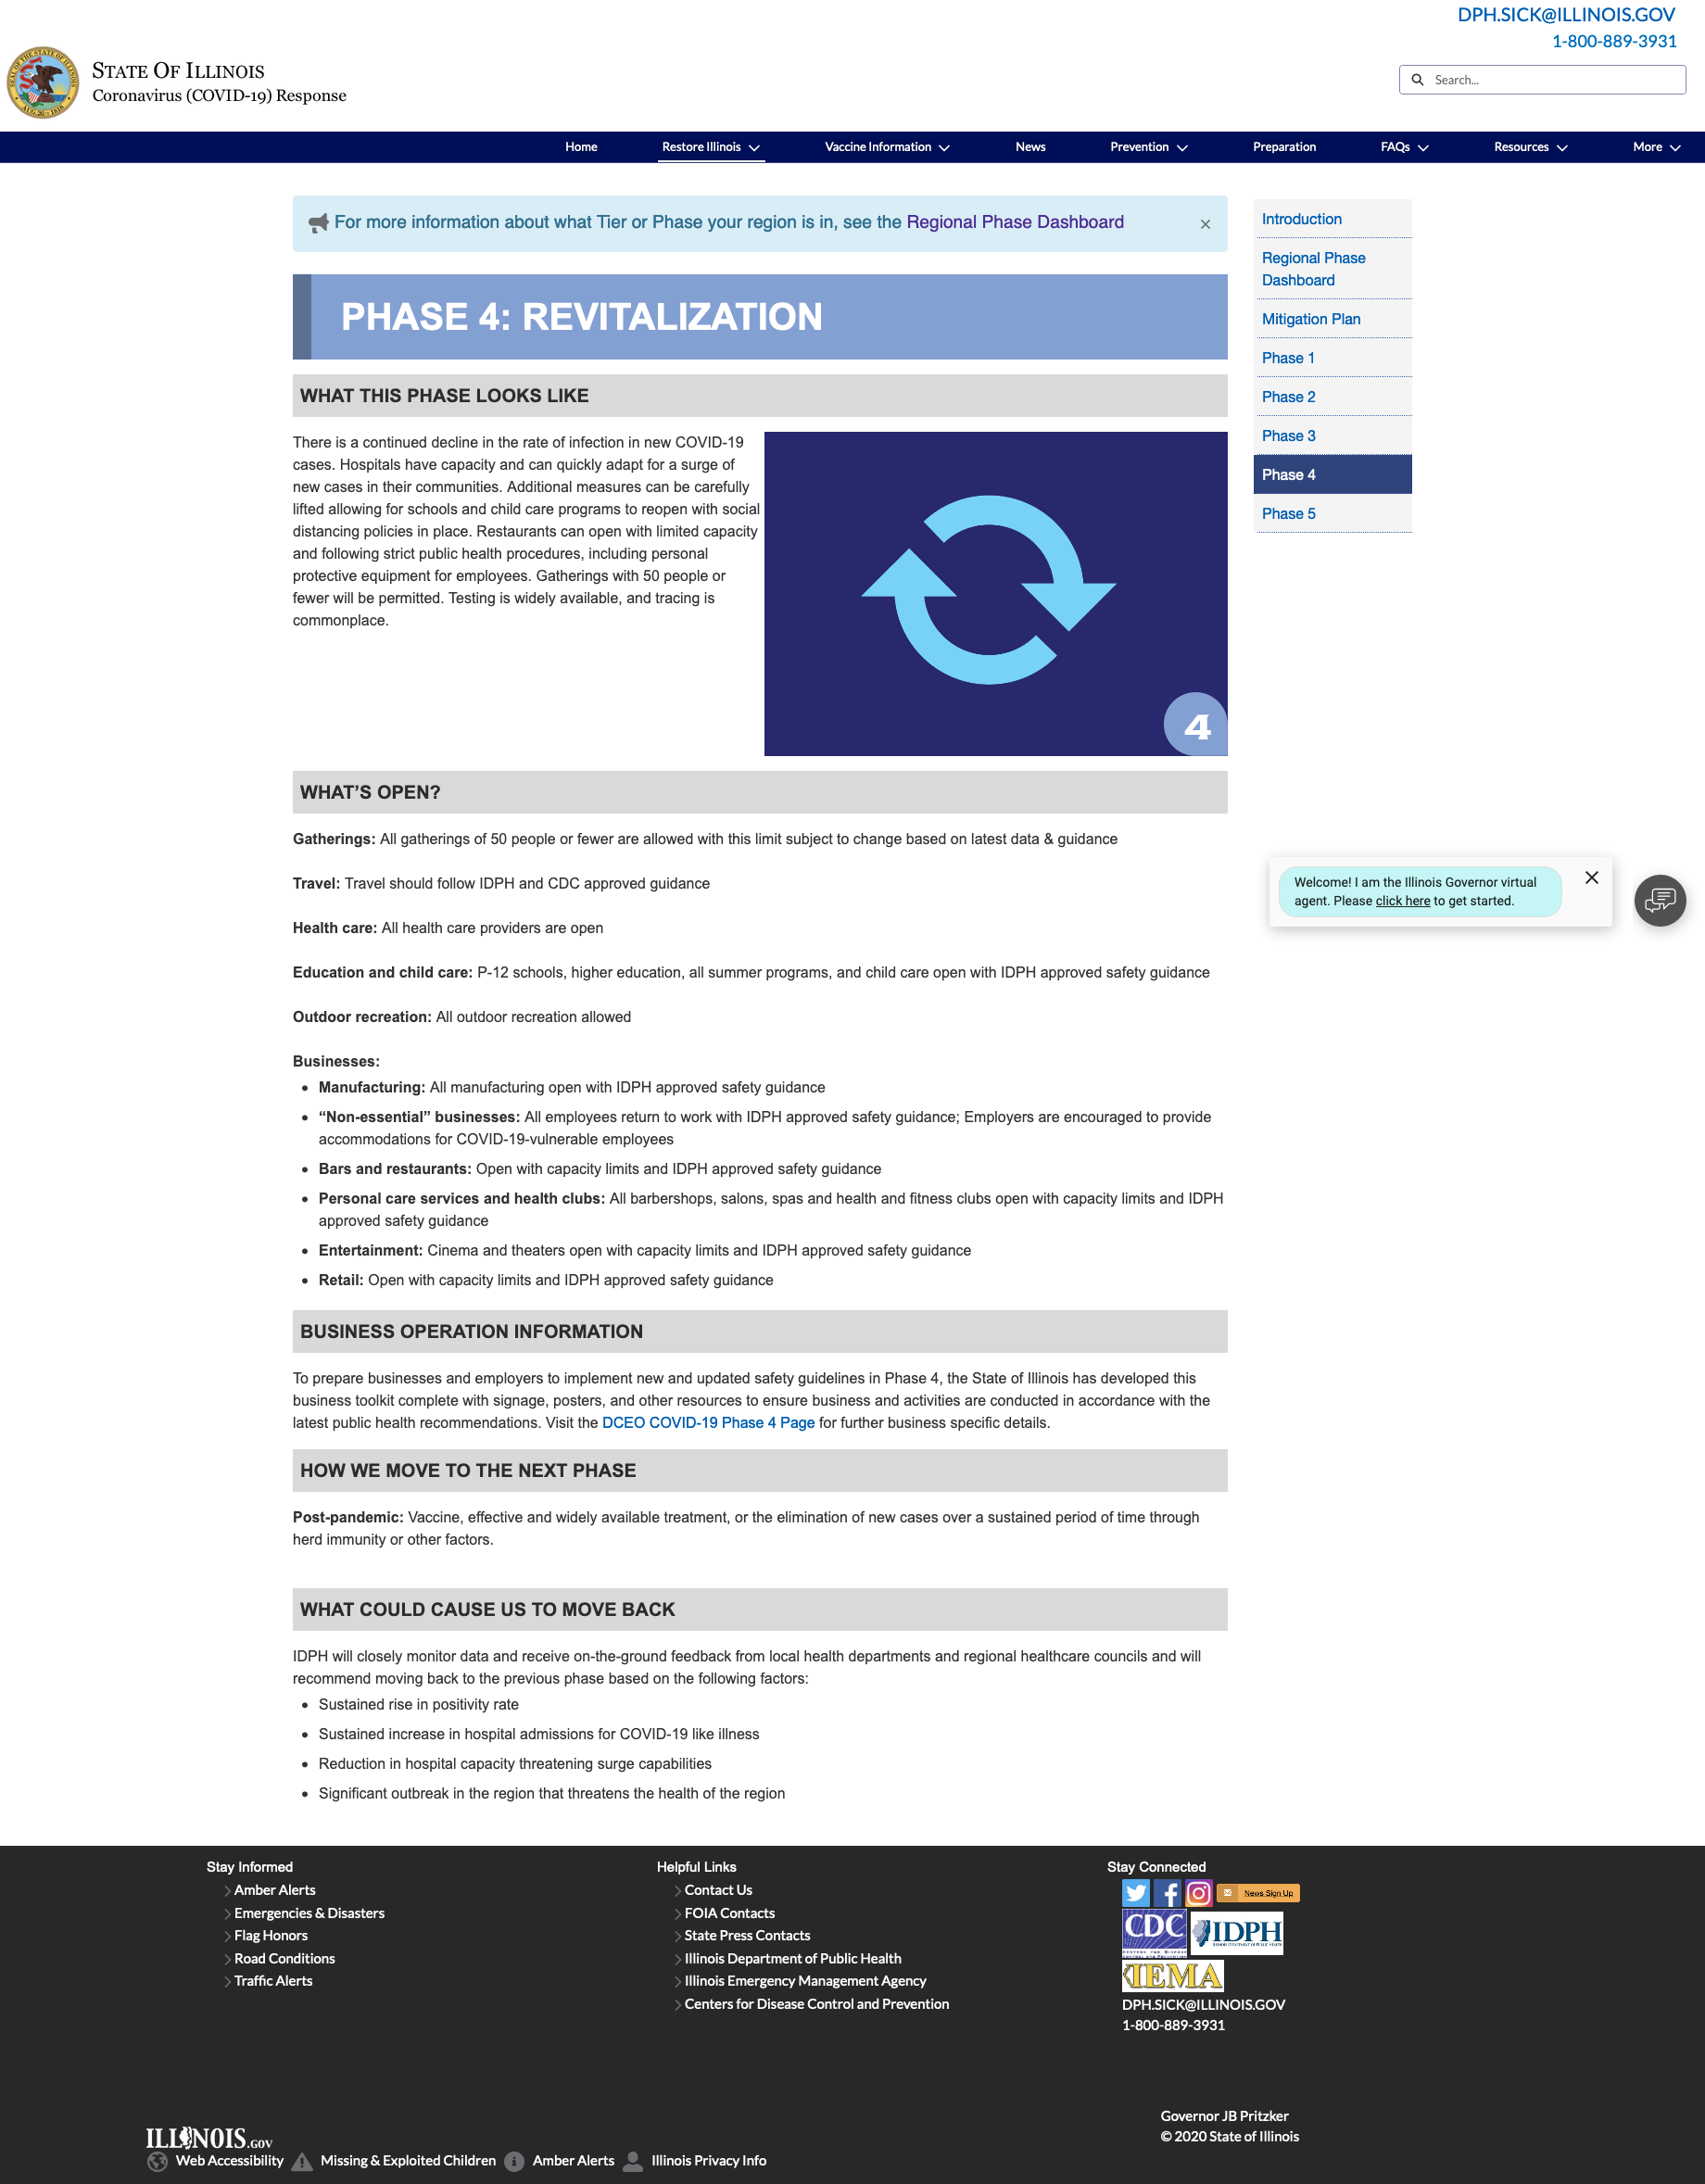 DPH.SICK@ILLINOIS.GOV
1-800-889-3931
STATE OF ILLINOIS
Coronavirus (COVID-19) Response
Search...
Home Restore Illinois Vaccine Information News Prevention Preparation FAQs Resources More
For more information about what Tier or Phase your region is in, see the Regional Phase Dashboard ×
PHASE 4: REVITALIZATION
WHAT THIS PHASE LOOKS LIKE
There is a continued decline in the rate of infection in new COVID-19
cases. Hospitals have capacity and can quickly adapt for a surge of
new cases in their communities. Additional measures can be carefully
lifted allowing for schools and child care programs to reopen with social
distancing policies in place. Restaurants can open with limited capacity
and following strict public health procedures, including personal
protective equipment for employees. Gatherings with 50 people or
fewer will be permitted. Testing is widely available, and tracing is
commonplace.
4
Introduction
Regional Phase
Dashboard
Mitigation Plan
Phase 1
Phase 2
Phase 3
Phase 4
Phase 5
WHAT'S OPEN?
Gatherings: All gatherings of 50 people or fewer are allowed with this limit subject to change based on latest data & guidance
Travel: Travel should follow IDPH and CDC approved guidance
Health care: All health care providers are open
Education and child care: P-12 schools, higher education, all summer programs, and child care open with IDPH approved safety guidance
Outdoor recreation: All outdoor recreation allowed
Businesses:
• Manufacturing: All manufacturing open with IDPH approved safety guidance
• “Non-essential” businesses: All employees return to work with IDPH approved safety guidance; Employers are encouraged to provide
accommodations for COVID-19-vulnerable employees
• Bars and restaurants: Open with capacity limits and IDPH approved safety guidance
• Personal care services and health clubs: All barbershops, salons, spas and health and fitness clubs open with capacity limits and IDPH
approved safety guidance
• Entertainment: Cinema and theaters open with capacity limits and IDPH approved safety guidance
• Retail: Open with capacity limits and IDPH approved safety guidance
Welcome! I am the Illinois Governor virtual
agent. Please click here to get started.
BUSINESS OPERATION INFORMATION
To prepare businesses and employers to implement new and updated safety guidelines in Phase 4, the State of Illinois has developed this
business toolkit complete with signage, posters, and other resources to ensure business and activities are conducted in accordance with the
latest public health recommendations. Visit the DCEO COVID-19 Phase 4 Page for further business specific details.
HOW WE MOVE TO THE NEXT PHASE
Post-pandemic: Vaccine, effective and widely available treatment, or the elimination of new cases over a sustained period of time through
herd immunity or other factors.
WHAT COULD CAUSE US TO MOVE BACK
IDPH will closely monitor data and receive on-the-ground feedback from local health departments and regional healthcare councils and will
recommend moving back to the previous phase based on the following factors:
• Sustained rise in positivity rate
• Sustained increase in hospital admissions for COVID-19 like illness
• Reduction in hospital capacity threatening surge capabilities
• Significant outbreak in the region that threatens the health of the region
Stay Informed
Amber Alerts
Emergencies & Disasters
Flag Honors
Road Conditions
Traffic Alerts
Helpful Links
Contact Us
FOIA Contacts
State Press Contacts
Illinois Department of Public Health
Illinois Emergency Management Agency
Centers for Disease Control and Prevention
Stay Connected
News Sign Up
CDC IDPH
IEMA
DPH.SICK@ILLINOIS.GOV
1-800-889-3931
Governor JB Pritzker
© 2020 State of Illinois
ILLINOIS.GOV
Web Accessibility Missing & Exploited Children Amber Alerts Illinois Privacy Info